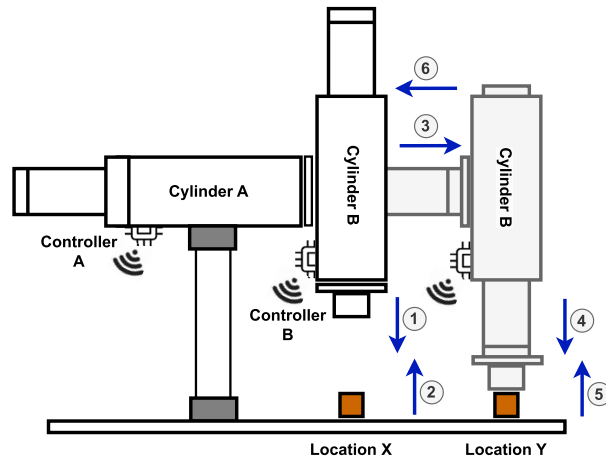 6
3
Cylinder A
Cylinder B
Cylinder B
Controller
A
Controller
B
1
4
2
5
Location X
Location Y